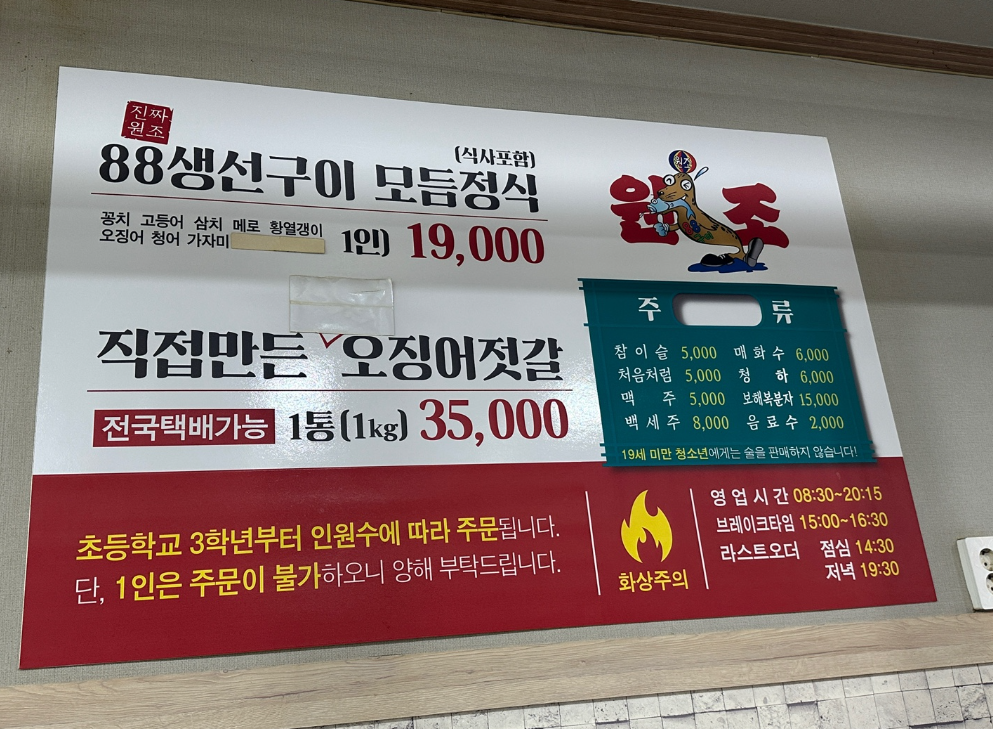 진짜
원조
88생선구이 모듬정식
(식사포함)
꽁치 고등어 삼치 메로 황열갱이
오징어 청어 가자미
1인) 19,000
직접만든 오징어젓갈
전국택배가능 1통(1kg) 35,000
원조
원조
주류
참이슬 5,000 매화수 6,000
처음처럼 5,000 청하 6,000
맥주 5,000 보해복분자 15,000
백세주 8,000 음료수 2,000
19세 미만 청소년에게는 술을 판매하지 않습니다!
초등학교 3학년부터 인원수에 따라 주문됩니다.
단, 1인은 주문이 불가하오니 양해 부탁드립니다.
화상주의
영업시간 08:30~20:15
브레이크타임 15:00~16:30
라스트오더 점심 14:30
저녁 19:30